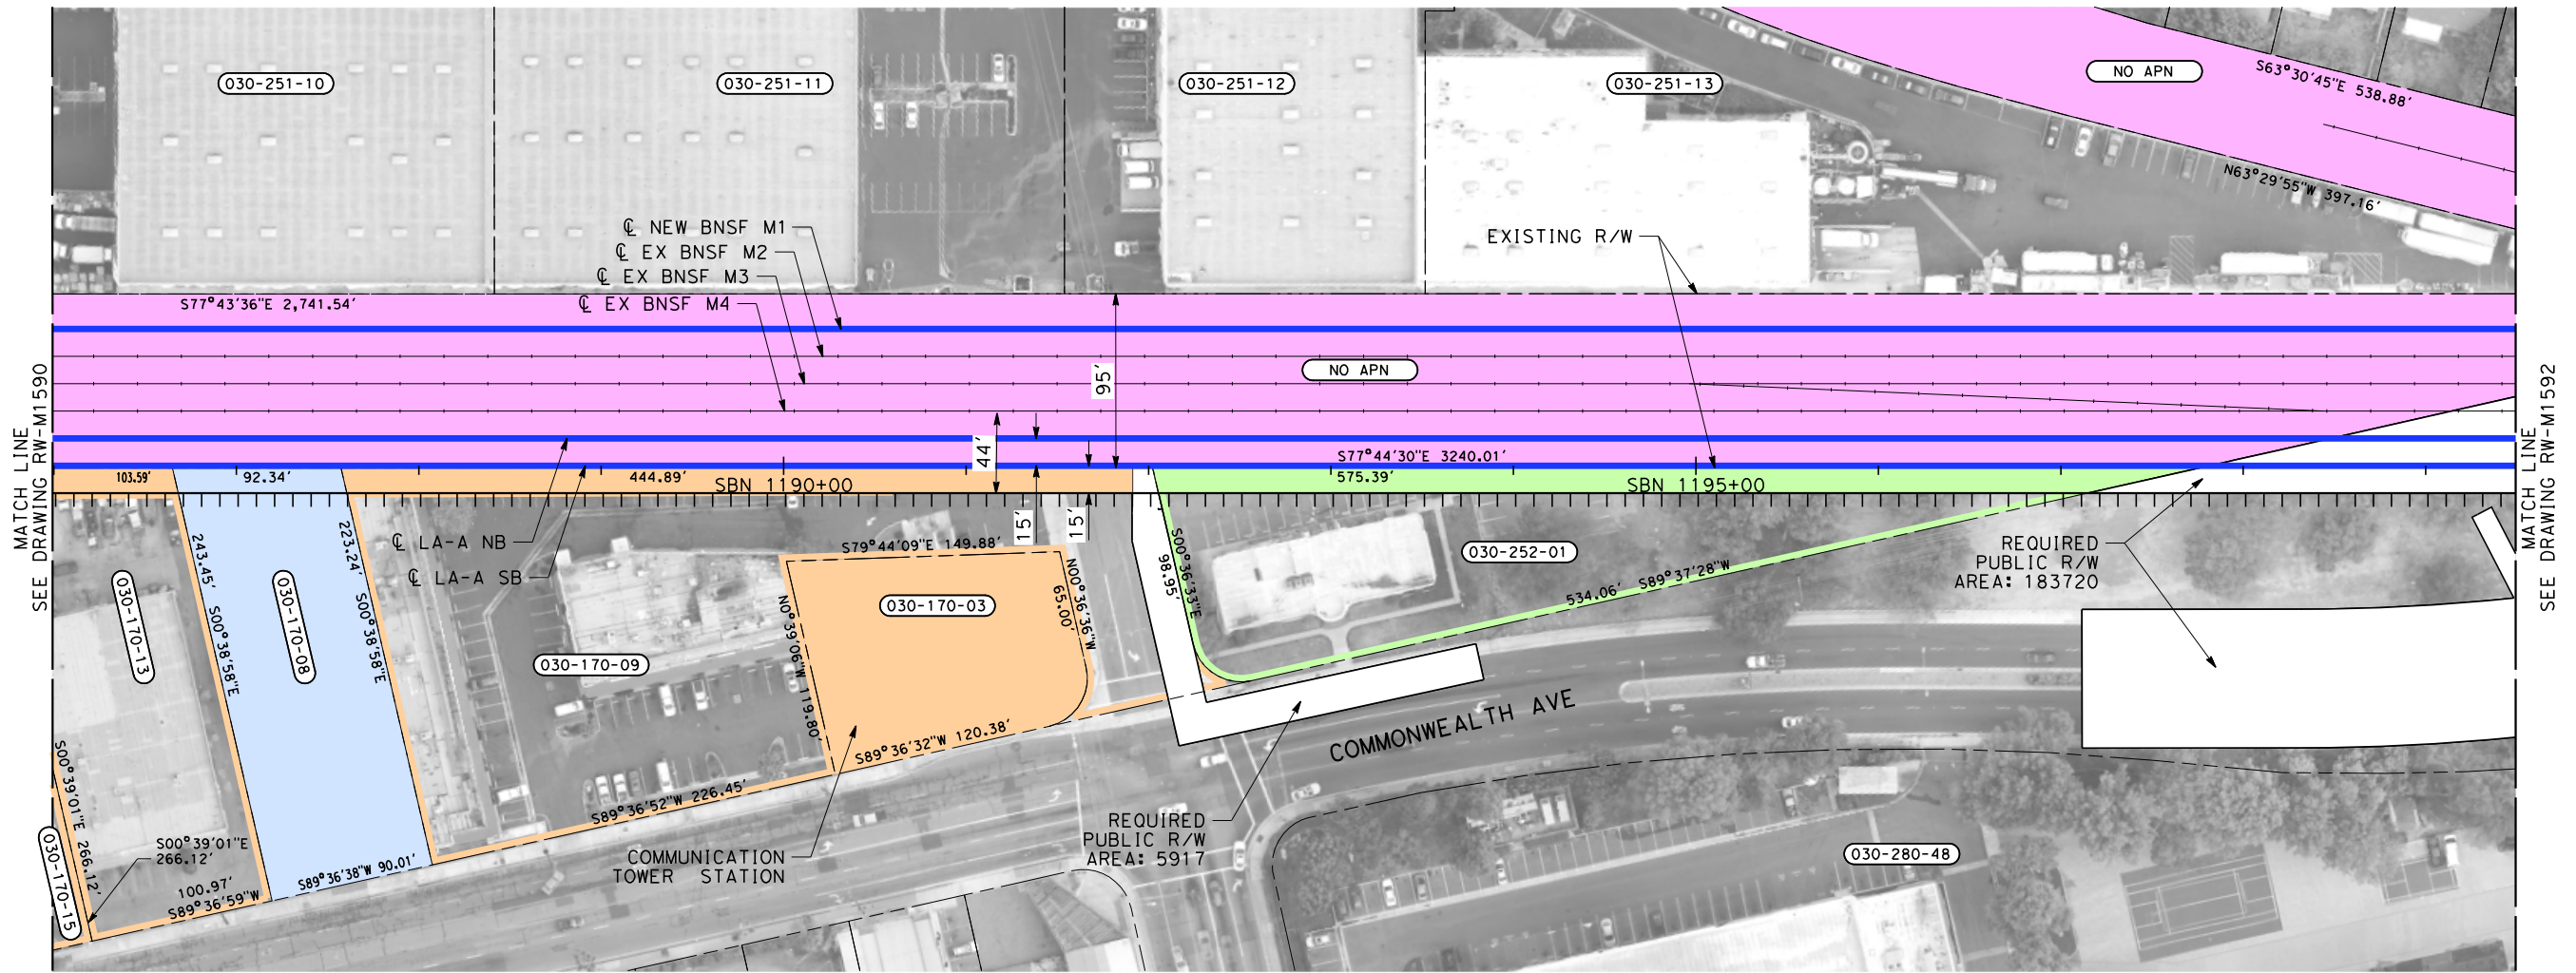 030-251-10
030-251-11
030-251-12
030-251-13
NO APN
S63°30'45"E 538.88'
N63°29'55"W 397.16'
℄ NEW BNSF M1
℄ EX BNSF M2
℄ EX BNSF M3
℄ EX BNSF M4
EXISTING R/W
S77°43'36"E 2,741.54'
NO APN
95'
44'
S77°44'30"E 3240.01'
MATCH LINE
SEE DRAWING RW-M1590
MATCH LINE
SEE DRAWING RW-M1592
103.59'
92.34'
444.89'
SBN 1190+00
575.39'
SBN 1195+00
15'
15'
℄ LA-A NB
℄ LA-A SB
S79°44'09"E 149.88'
030-170-13
243.45' S00°38'58"E
030-170-08
223.24' S00°38'58"E
030-170-09
N0°39'06"W 119.80'
030-170-03
N00°36'36"W
65.00'
98.95'
S00°36'33"E
030-252-01
534.06' S89°37'28"W
REQUIRED
PUBLIC R/W
AREA: 183720
COMMONWEALTH AVE
S89°36'32"W 120.38'
S89°36'52"W 226.45'
S00°39'01"E 266.12'
030-170-15
S00°39'01"E
266.12'
100.97'
S89°36'59"W
S89°36'38"W 90.01'
COMMUNICATION
TOWER STATION
REQUIRED
PUBLIC R/W
AREA: 5917
030-280-48